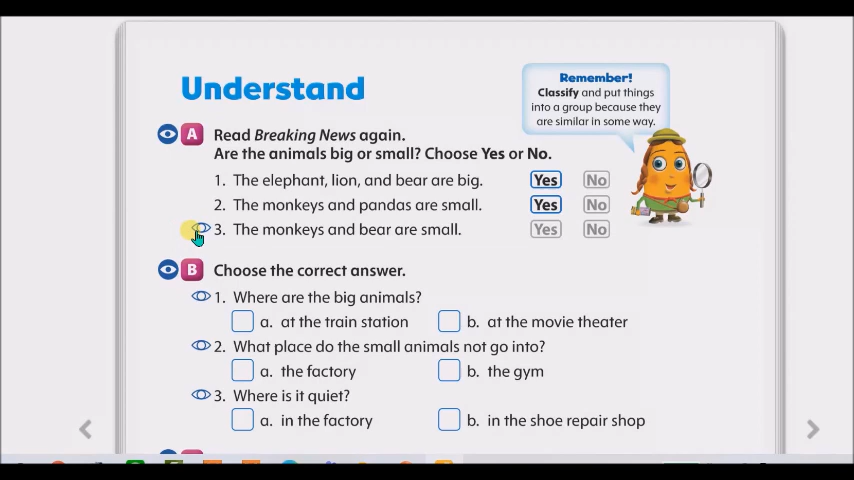 Understand
Remember!
Classify and put things
into a group because they
are similar in some way.
A Read Breaking News again.
Are the animals big or small? Choose Yes or No.
1. The elephant, lion, and bear are big. Yes No
2. The monkeys and pandas are small. Yes No
3. The monkeys and bear are small. Yes No
B Choose the correct answer.
1. Where are the big animals?
a. at the train station b. at the movie theater
2. What place do the small animals not go into?
a. the factory b. the gym
3. Where is it quiet?
a. in the factory b. in the shoe repair shop